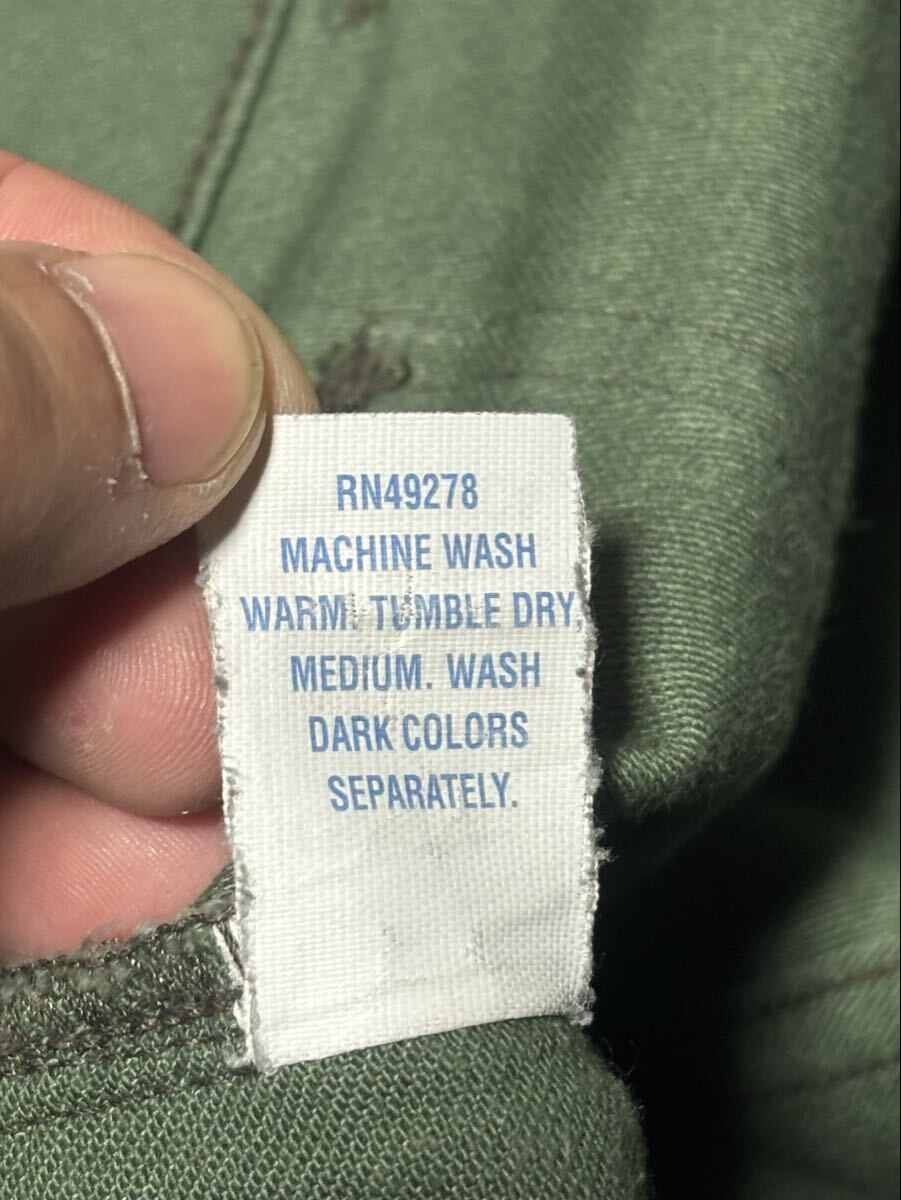 RN49278
MACHINE WASH
WARM. TUMBLE DRY,
MEDIUM. WASH
DARK COLORS
SEPARATELY.